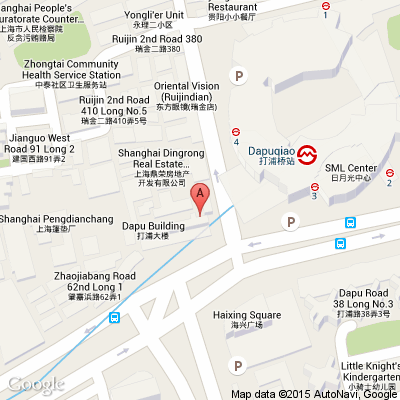 hanghai People's
curatorate Counter...
上海市人民检察院
反贪污贿赂局
Yongli'er Unit
永理二小区
Restaurant
贵阳小小餐厅
Ruijin 2nd Road 380
瑞金二路380
Zhongtai Community
Health Service Station
中泰社区卫生服务站
P
Oriental Vision
(Ruijindian)
东方眼镜(瑞金店)
Ruijin 2nd Road
410 Long No.5
瑞金二路410弄5号
4
Jianguo West
Road 91 Long 2
建国西路91弄2
Dapuqiao
打浦桥站
Shanghai Dingrong
Real Estate...
上海鼎荣房地产
开发有限公司
SML Center
日月光中心
2
3
A
Shanghai Pengdianchang
上海篷垫厂
Dapu Building
打浦大楼
P
1
Zhaojiabang Road
62nd Long 1
肇嘉浜路62弄1
Dapu Road
38 Long No.3
打浦路38弄3号
Haixing Square
海兴广场
P
Little Knight's
Kindergarten
小骑士幼儿园
Google
Map data ©2015 AutoNavi, Google